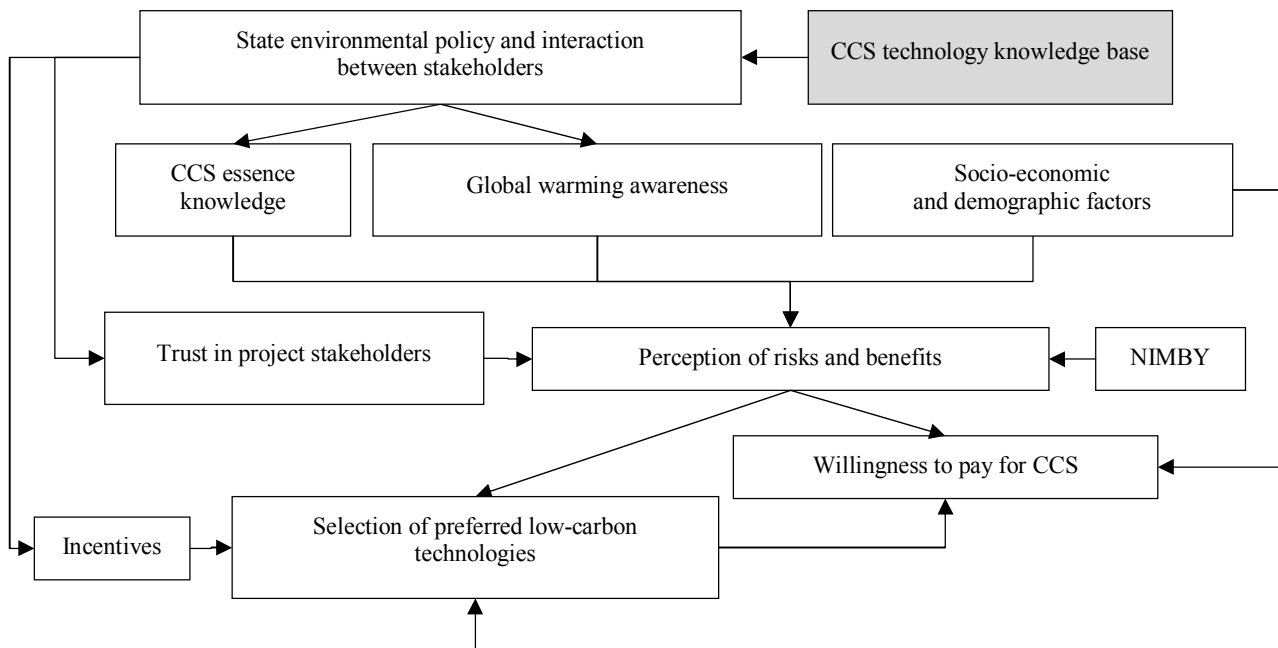 State environmental policy and interaction
between stakeholders
CCS technology knowledge base
CCS essence
knowledge
Global warming awareness
Socio-economic
and demographic factors
Trust in project stakeholders
Perception of risks and benefits
NIMBY
Willingness to pay for CCS
Incentives
Selection of preferred low-carbon
technologies